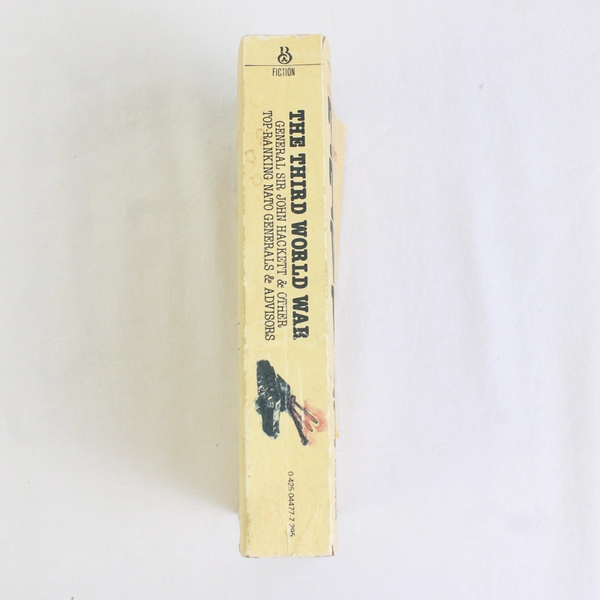 FICTION
THE THIRD WORLD WAR
GENERAL SIR JOHN HACKETT & OTHER
TOP-RANKING NATO GENERALS & ADVISORS
0-425-04477-7 295